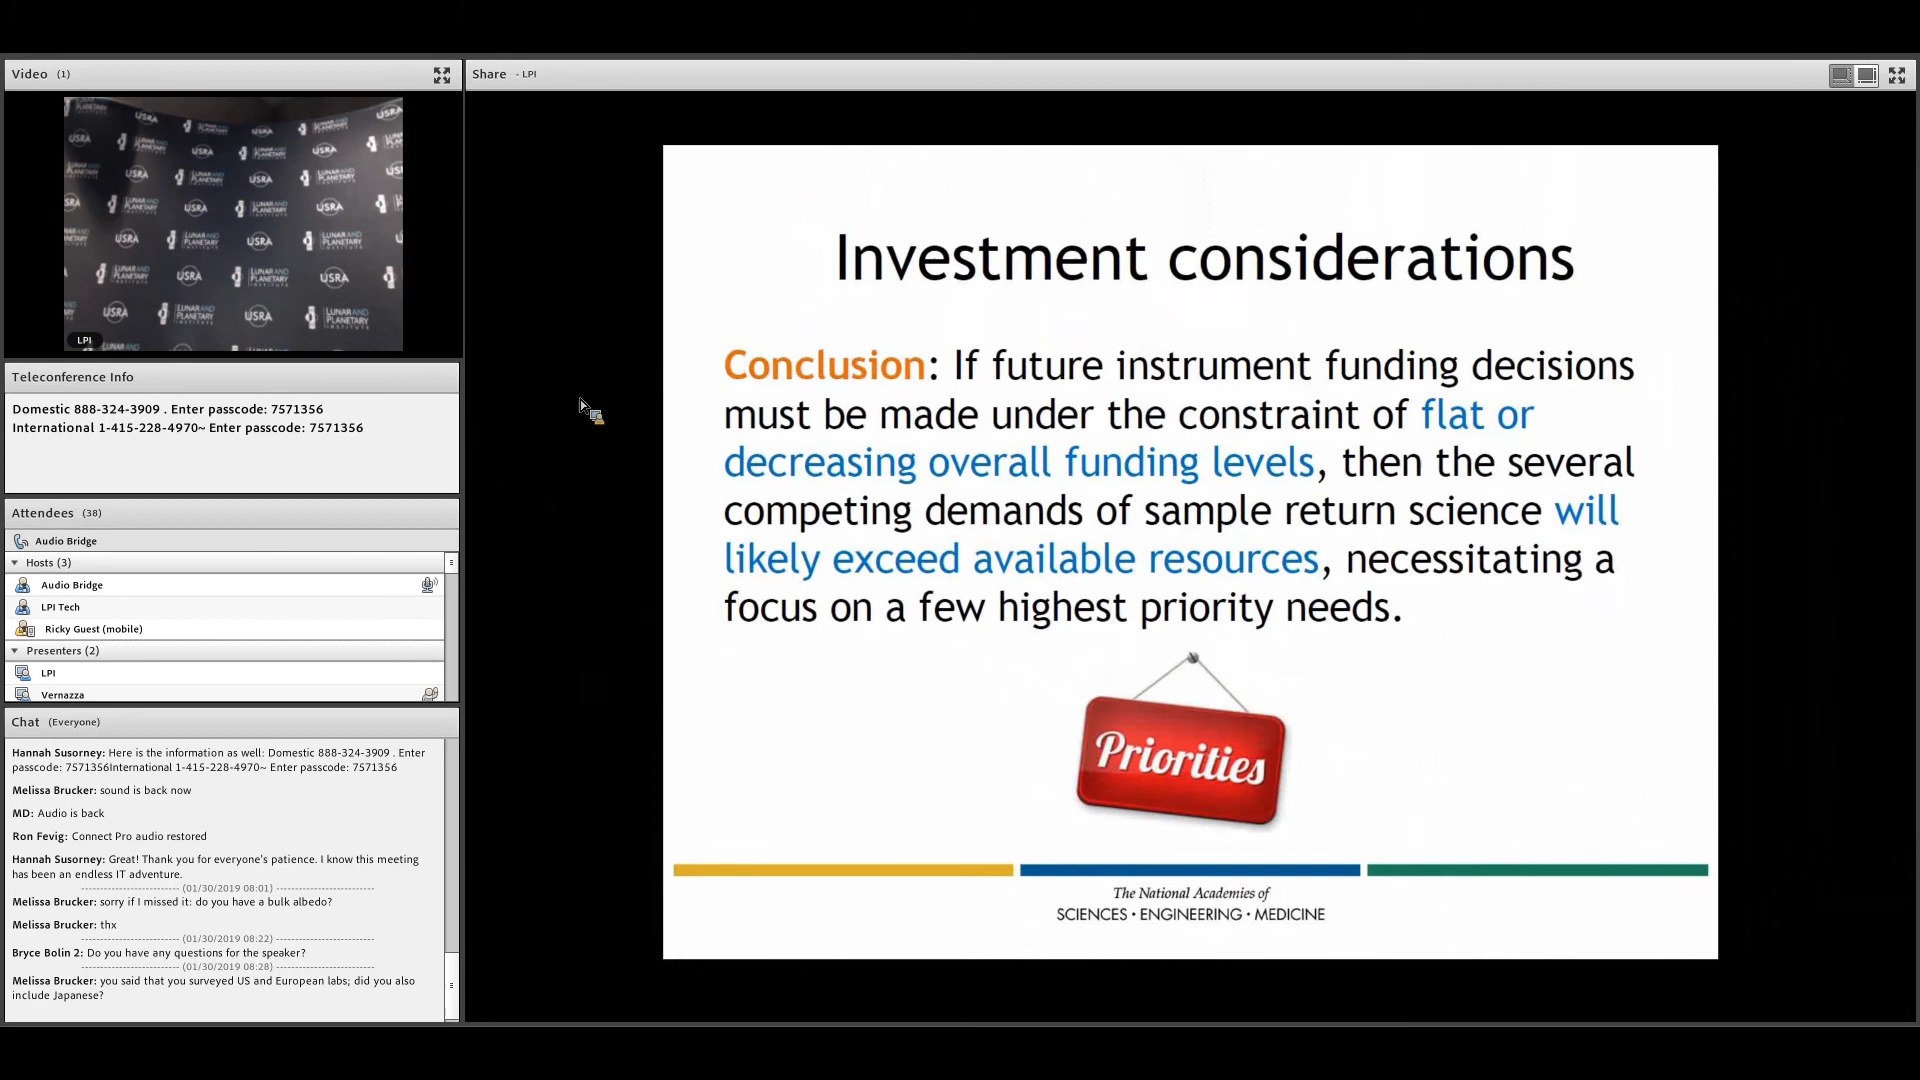 Video (1)
USRA
LUNAR AND PLANETARY INSTITUTE
LPI
Teleconference Info
Domestic 888-324-3909 . Enter passcode: 7571356
International 1-415-228-4970~ Enter passcode: 7571356
Attendees (38)
Audio Bridge
Hosts (3)
Audio Bridge
LPI Tech
Ricky Guest (mobile)
Presenters (2)
LPI
Vernazza
Chat (Everyone)
Hannah Susorney: Here is the information as well: Domestic 888-324-3909 . Enter
passcode: 7571356International 1-415-228-4970~ Enter passcode: 7571356
Melissa Brucker: sound is back now
MD: Audio is back
Ron Fevig: Connect Pro audio restored
Hannah Susorney: Great! Thank you for everyone's patience. I know this meeting
has been an endless IT adventure.
------------------------ (01/30/2019 08:01) ------------------------
Melissa Brucker: sorry if I missed it: do you have a bulk albedo?
Melissa Brucker: thx
------------------------ (01/30/2019 08:22) ------------------------
Bryce Bolin 2: Do you have any questions for the speaker?
------------------------ (01/30/2019 08:28) ------------------------
Melissa Brucker: you said that you surveyed US and European labs; did you also
include Japanese?
Share - LPI
Investment considerations
Conclusion: If future instrument funding decisions
must be made under the constraint of flat or
decreasing overall funding levels, then the several
competing demands of sample return science will
likely exceed available resources, necessitating a
focus on a few highest priority needs.
Priorities
The National Academies of
SCIENCES • ENGINEERING • MEDICINE